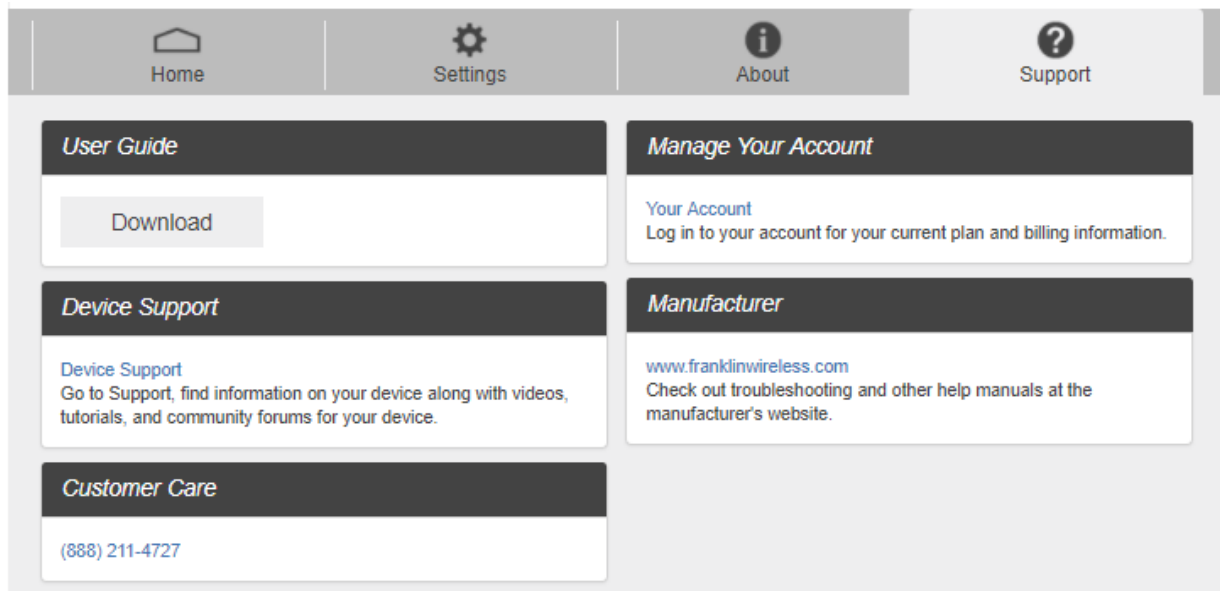 Home
Settings
About
Support
User Guide
Download
Device Support
Device Support
Go to Support, find information on your device along with videos,
tutorials, and community forums for your device.
Customer Care
(888) 211-4727
Manage Your Account
Your Account
Log in to your account for your current plan and billing information.
Manufacturer
www.franklinwireless.com
Check out troubleshooting and other help manuals at the
manufacturer's website.